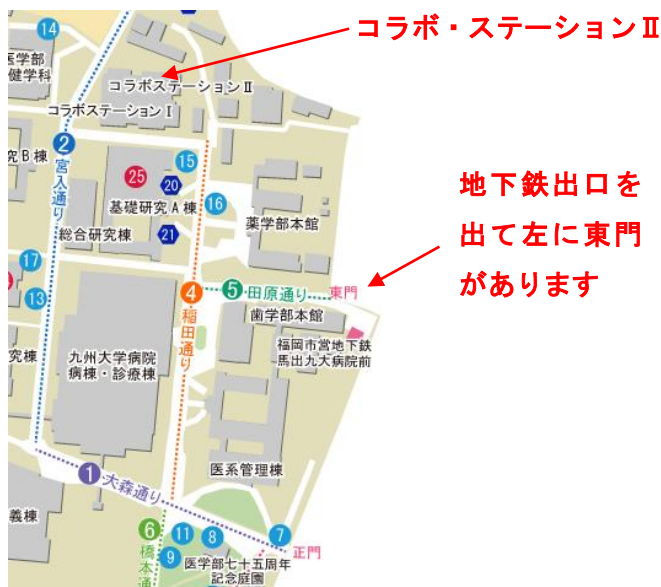 コラボ・ステーションⅡ
14
医学部
健学科
コラボステーションⅡ
コラボステーションⅠ
2
宮入通り
究B棟
25
15
20
基礎研究A棟
16
薬学部本館
総合研究棟
21
地下鉄出口を
出て左に東門
があります
17
13
4
稲田通り
5
田原通り
東門
歯学部本館
福岡市営地下鉄
馬出九大病院前
究棟
九州大学病院
病棟・診療棟
医系管理棟
1
大森通り
義棟
6
橋本通
11
8
7
9
正門
医学部七十五周年
記念庭園